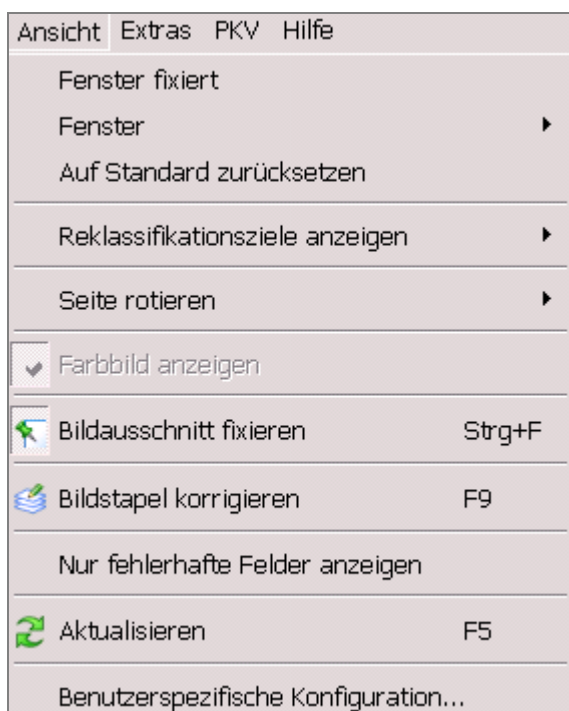 Ansicht Extras PKV Hilfe
Fenster fixiert
Fenster
Auf Standard zurücksetzen
Reklassifikationsziele anzeigen
Seite rotieren
Farbbild anzeigen
Bildausschnitt fixieren Strg+F
Bildstapel korrigieren F9
Nur fehlerhafte Felder anzeigen
Aktualisieren F5
Benutzerspezifische Konfiguration...